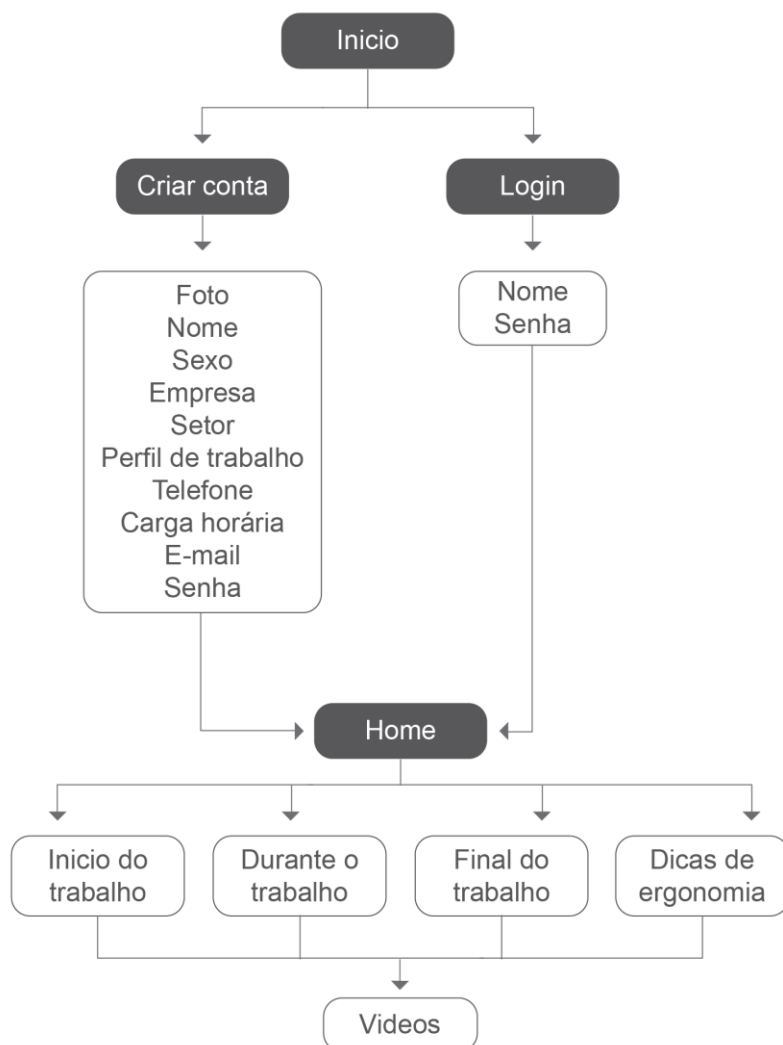 Inicio
Criar conta
Login
Foto
Nome
Sexo
Empresa
Setor
Perfil de trabalho
Telefone
Carga horária
E-mail
Senha
Nome
Senha
Home
Inicio do
trabalho
Durante o
trabalho
Final do
trabalho
Dicas de
ergonomia
Videos